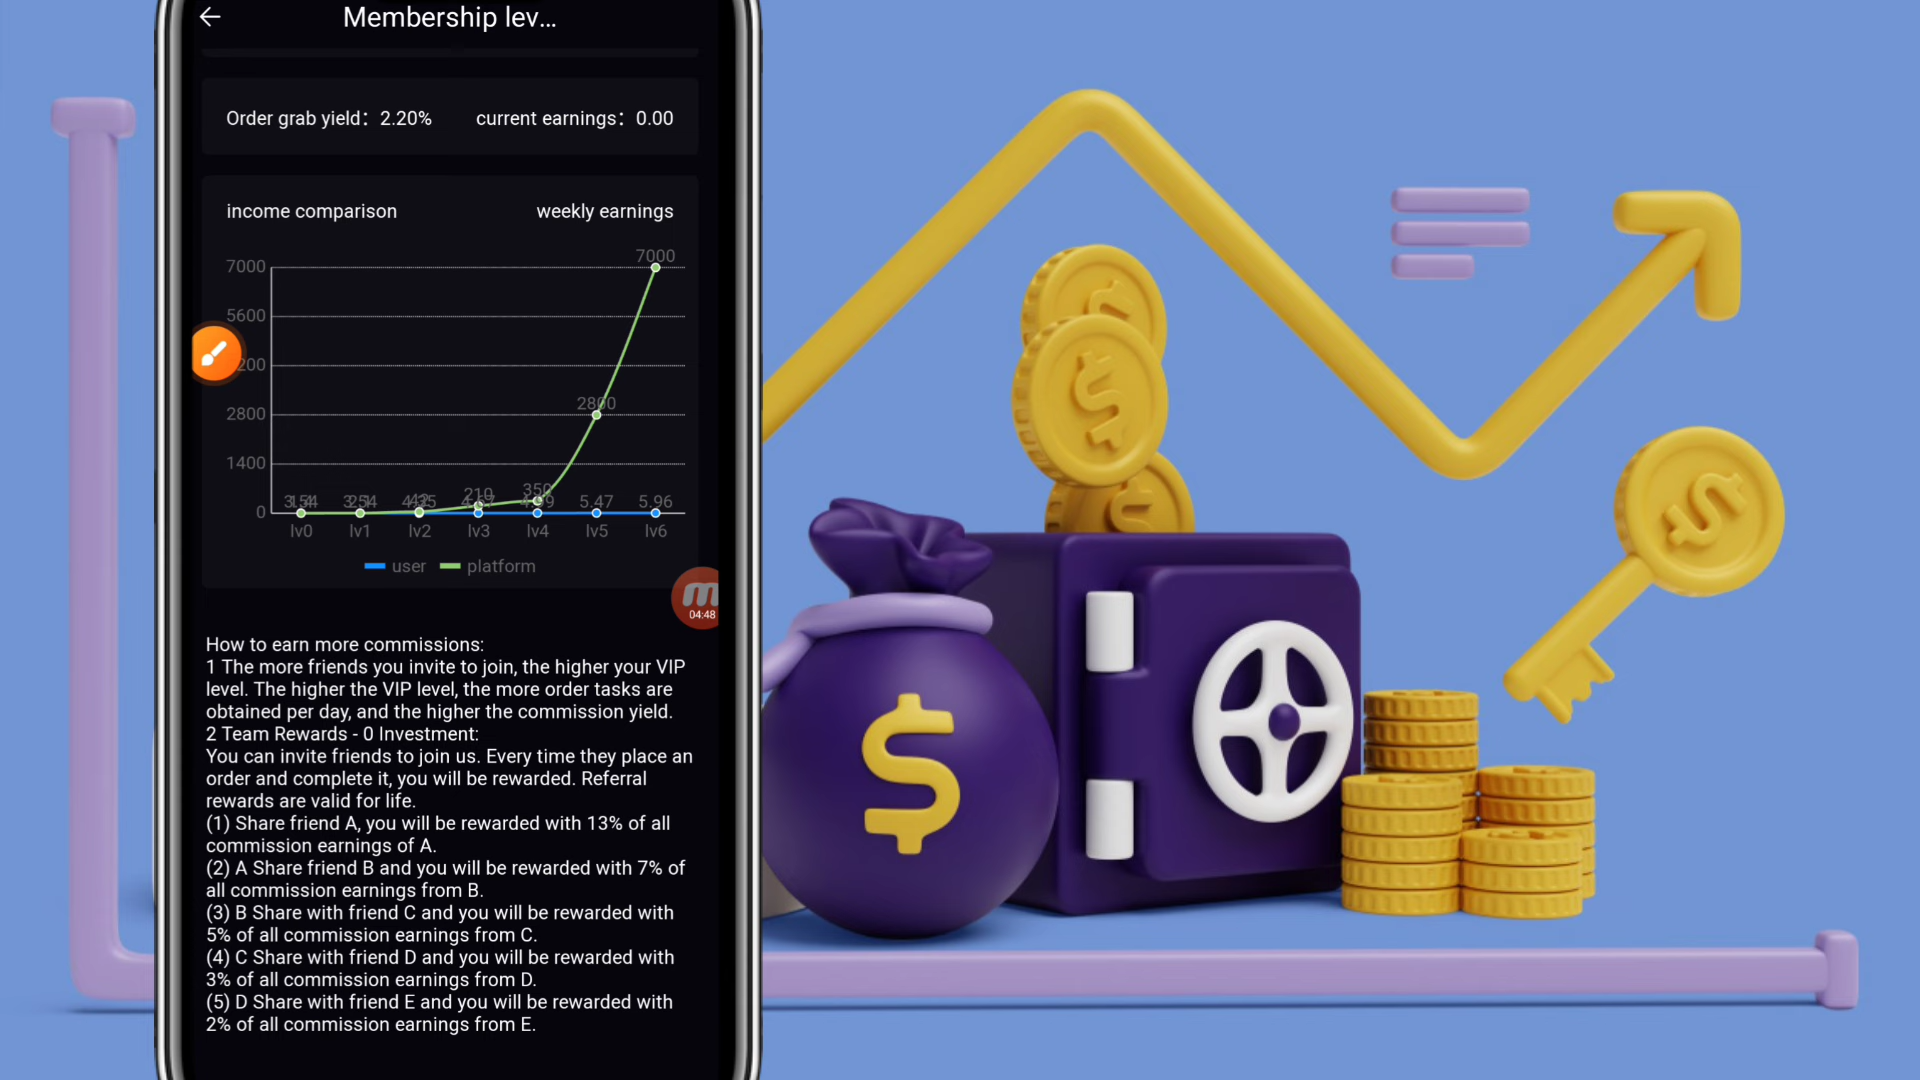 Membership lev...
Order grab yield： 2.20% current earnings： 0.00
income comparison weekly earnings
7000
7000
5600
200
2800
2800
1400
210
350
0
5.47
5.96
lv0 lv1 lv2 lv3 lv4 lv5 lv6
user platform
04:48
How to earn more commissions:
1 The more friends you invite to join, the higher your VIP
level. The higher the VIP level, the more order tasks are
obtained per day, and the higher the commission yield.
2 Team Rewards - 0 Investment:
You can invite friends to join us. Every time they place an
order and complete it, you will be rewarded. Referral
rewards are valid for life.
(1) Share friend A, you will be rewarded with 13% of all
commission earnings of A.
(2) A Share friend B and you will be rewarded with 7% of
all commission earnings from B.
(3) B Share with friend C and you will be rewarded with
5% of all commission earnings from C.
(4) C Share with friend D and you will be rewarded with
3% of all commission earnings from D.
(5) D Share with friend E and you will be rewarded with
2% of all commission earnings from E.